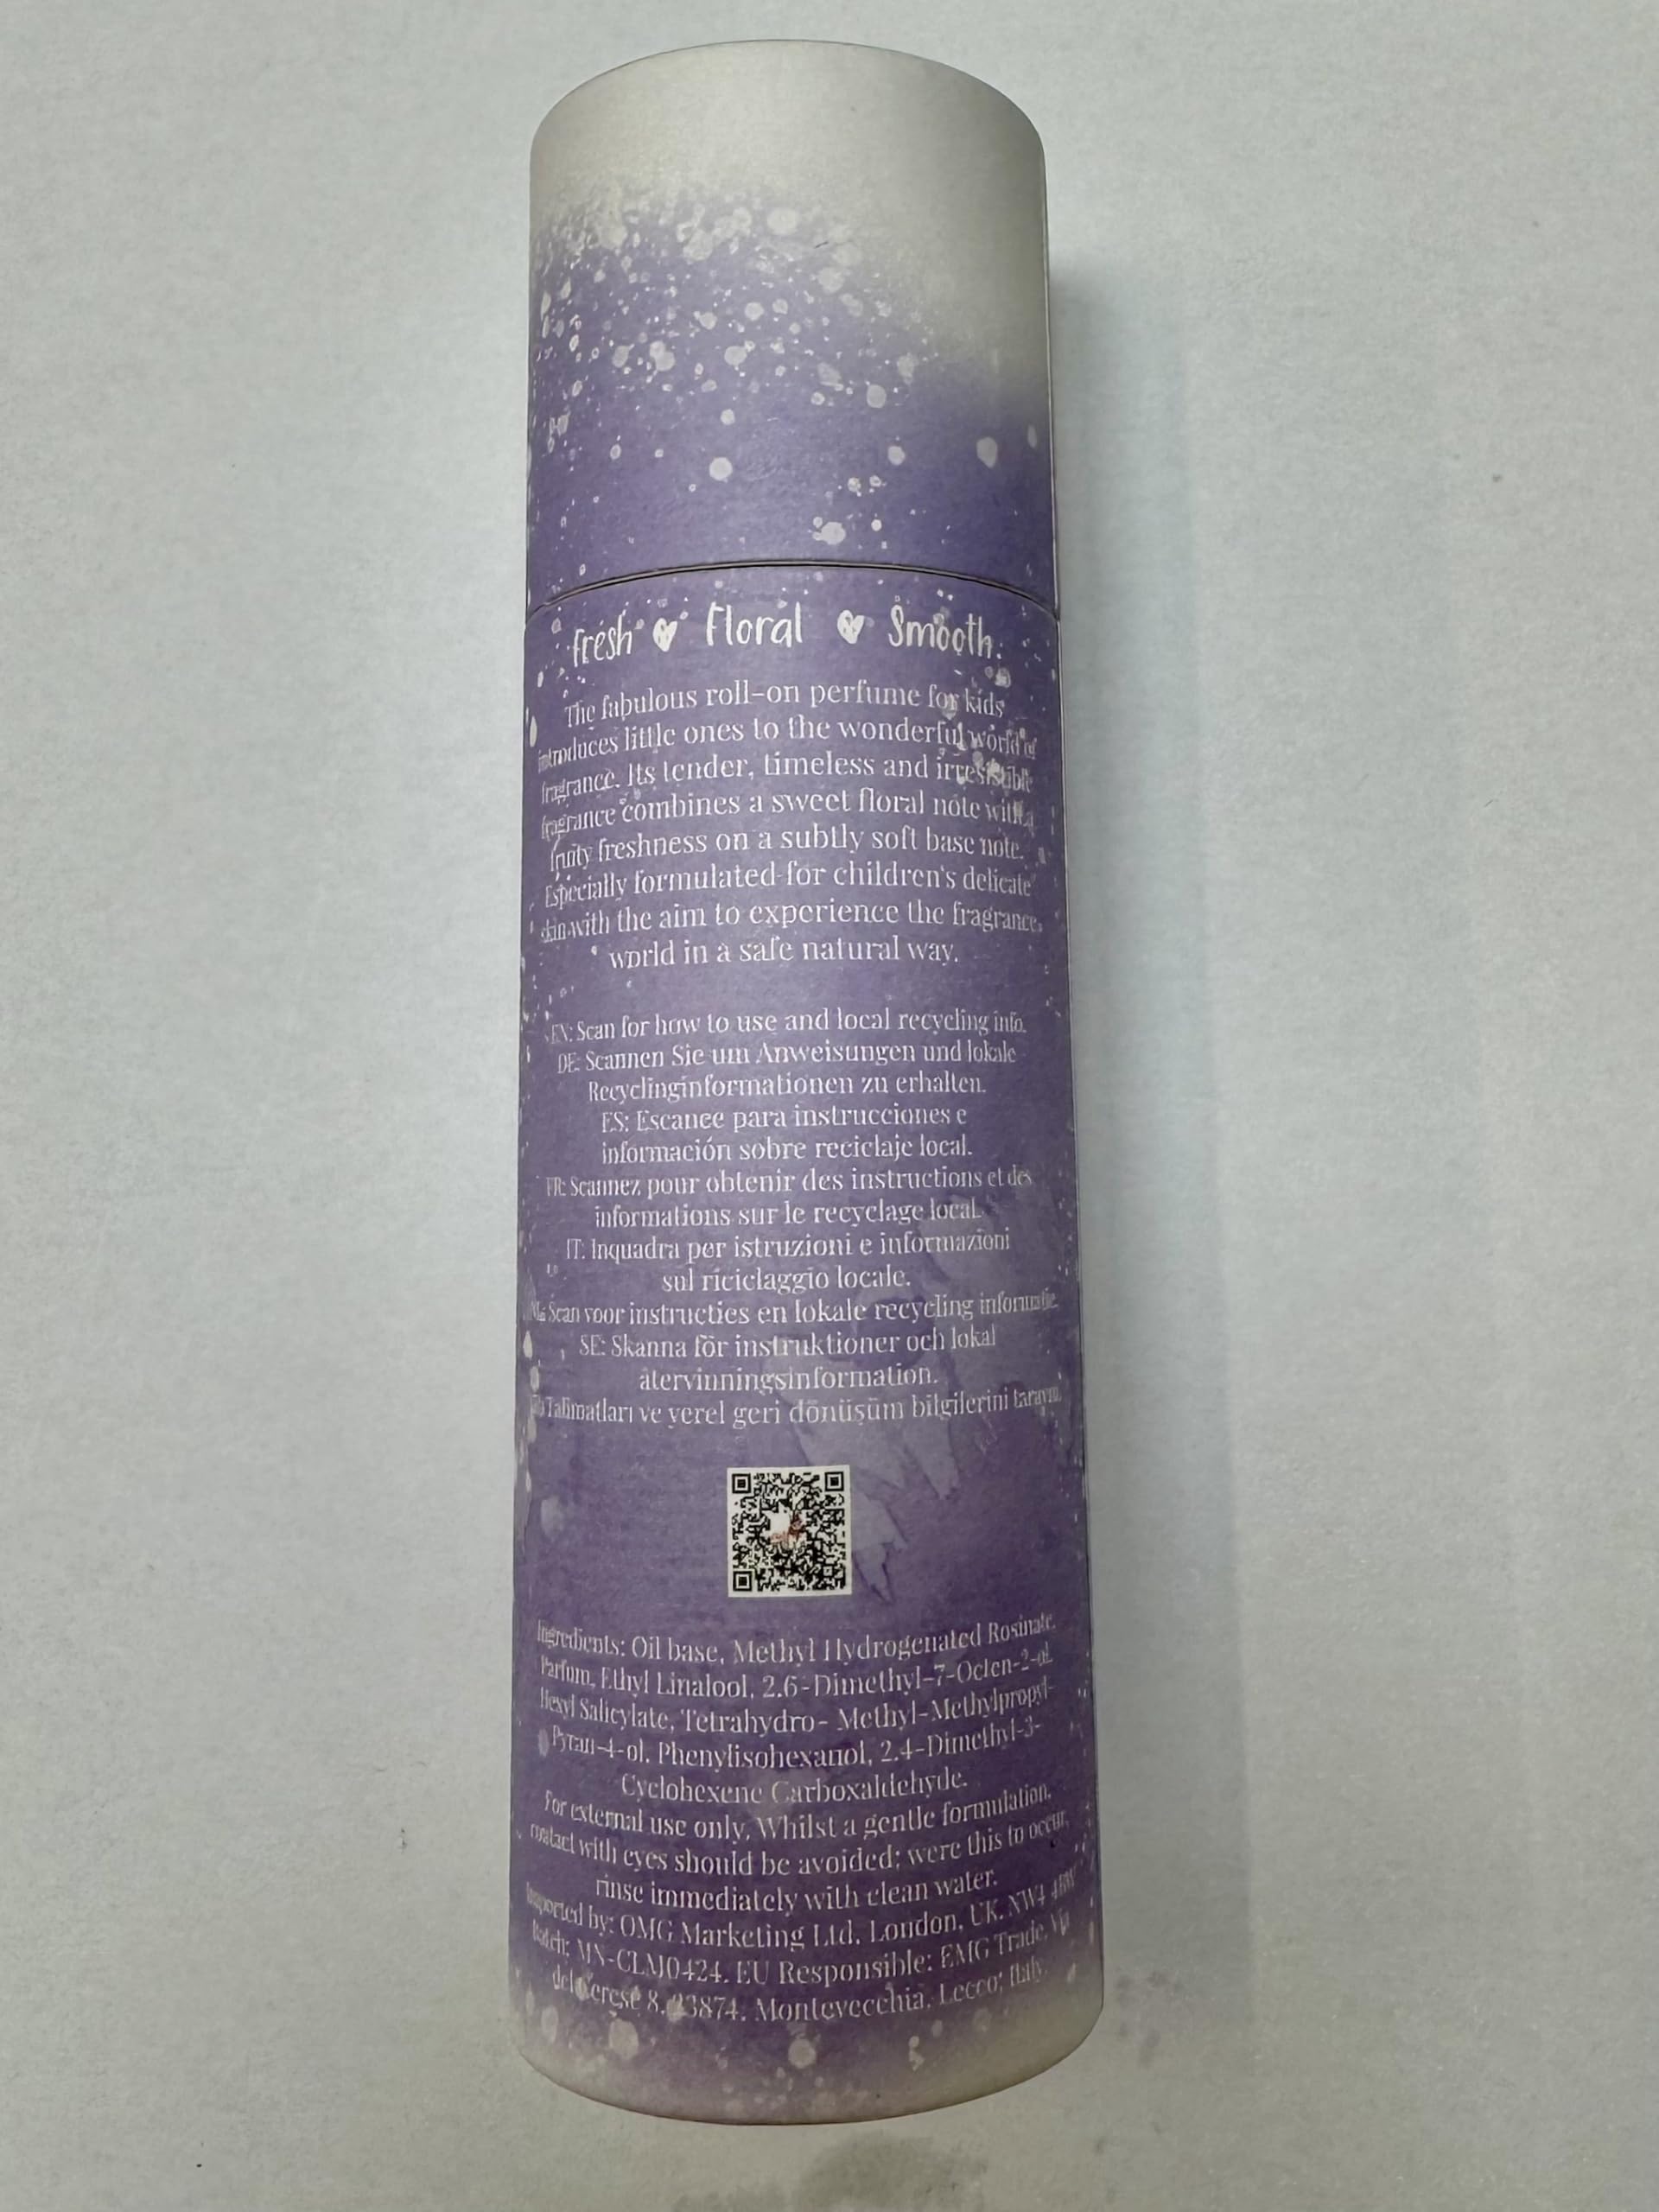 Fresh ♥ Floral ♥ Smooth.
The fabulous roll-on perfume for kids
introduces little ones to the wonderful world of
fragrance. Its tender, timeless and irresistible
fragrance combines a sweet floral note with a
fruity freshness on a subtly soft base note.
Especially formulated for children's delicate
skin with the aim to experience the fragrance
world in a safe natural way.
EN: Scan for how to use and local recycling info.
DE: Scannen Sie um Anweisungen und lokale
Recyclinginformationen zu erhalten.
ES: Escanee para instrucciones e
información sobre reciclaje local.
FR: Scannez pour obtenir des instructions et des
informations sur le recyclage local.
IT: Inquadra per istruzioni e informazioni
sul riciclaggio locale.
NL: Scan voor instructies en lokale recycling informatie.
SE: Skanna för instruktioner och lokal
återvinningsinformation.
Talimatları ve yerel geri dönüşüm bilgilerini tarayın.
Ingredients: Oil base, Methyl Hydrogenated Rosinate,
Parfum, Ethyl Linalool, 2.6-Dimethyl-7-Octen-2-ol,
Hexyl Salicylate, Tetrahydro- Methyl-Methylpropyl-
Pyran-4-ol, Phenylisohexanol, 2.4-Dimethyl-3-
Cyclohexene Carboxaldehyde.
For external use only. Whilst a gentle formulation,
contact with eyes should be avoided; were this to occur,
rinse immediately with clean water.
Imported by: OMG Marketing Ltd, London, UK, NW4
Batch: MN-CLM0424. EU Responsible: EMG Trade, Via
8, 23874, Montevecchia, Lecco, Italy.